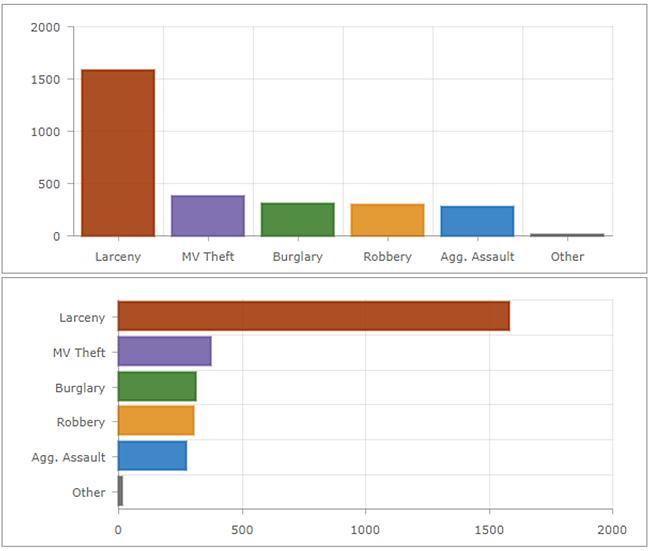 2000
1500
1000
500
0
Larceny MV Theft Burglary Robbery Agg. Assault Other
Larceny
MV Theft
Burglary
Robbery
Agg. Assault
Other
0 500 1000 1500 2000